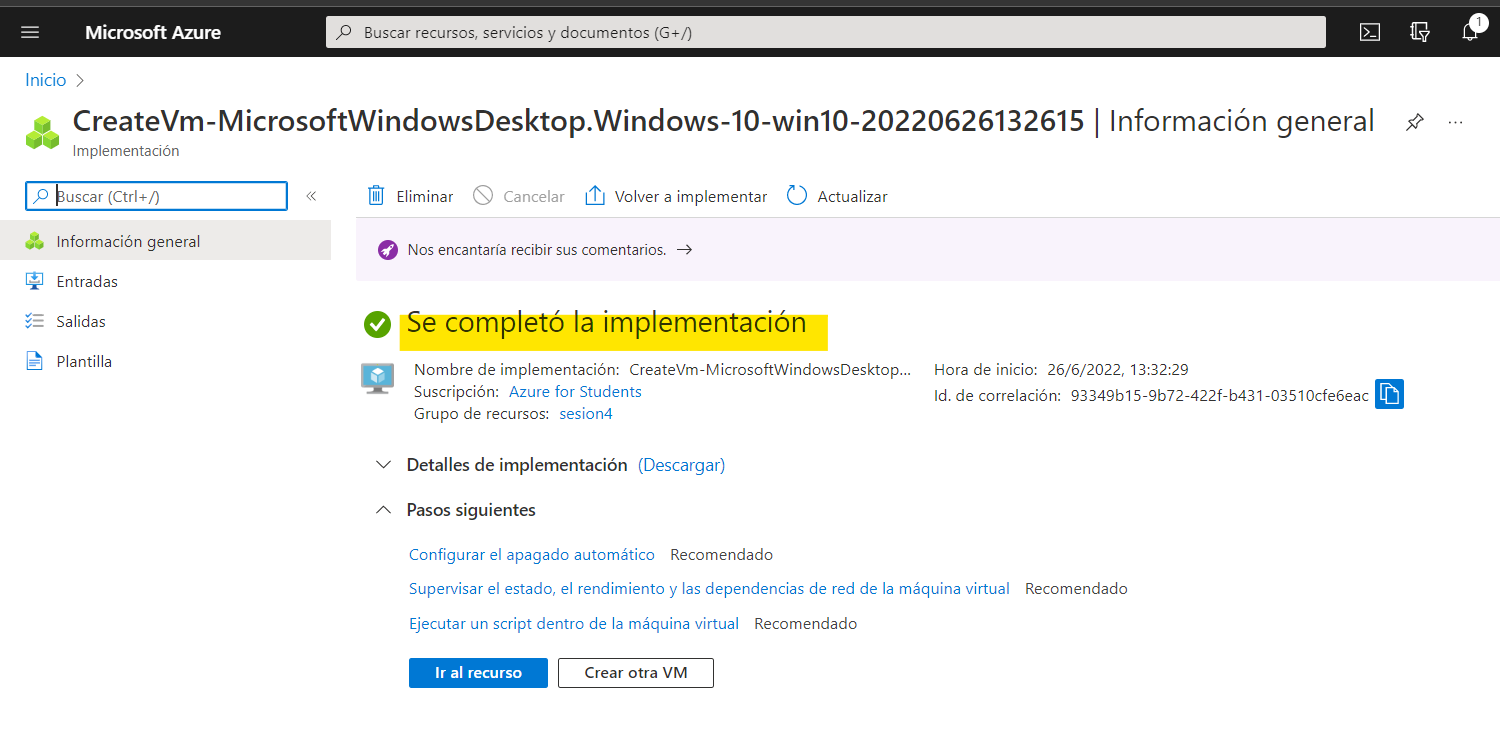 Microsoft Azure
Buscar recursos, servicios y documentos (G+/)
1
Inicio
CreateVm-MicrosoftWindowsDesktop.Windows-10-win10-20220626132615 | Información general
Implementación
Buscar (Ctrl+/)
Información general
Entradas
Salidas
Plantilla
Eliminar Cancelar Volver a implementar Actualizar
Nos encantaría recibir sus comentarios. →
Se completó la implementación
Nombre de implementación: CreateVm-MicrosoftWindowsDesktop... Hora de inicio: 26/6/2022, 13:32:29
Suscripción: Azure for Students Id. de correlación: 93349b15-9b72-422f-b431-03510cfe6eac
Grupo de recursos: sesion4
Detalles de implementación (Descargar)
Pasos siguientes
Configurar el apagado automático Recomendado
Supervisar el estado, el rendimiento y las dependencias de red de la máquina virtual Recomendado
Ejecutar un script dentro de la máquina virtual Recomendado
Ir al recurso Crear otra VM